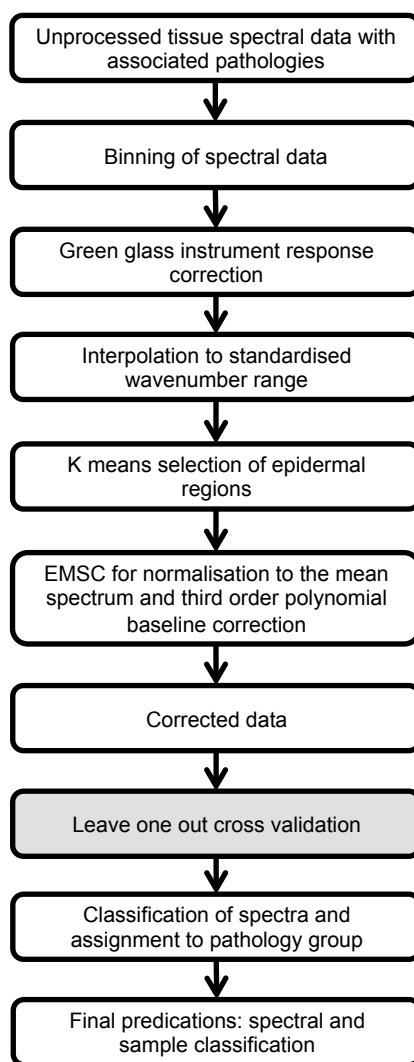 Unprocessed tissue spectral data with
associated pathologies
Binning of spectral data
Green glass instrument response
correction
Interpolation to standardised
wavenumber range
K means selection of epidermal
regions
EMSC for normalisation to the mean
spectrum and third order polynomial
baseline correction
Corrected data
Leave one out cross validation
Classification of spectra and
assignment to pathology group
Final predications: spectral and
sample classification